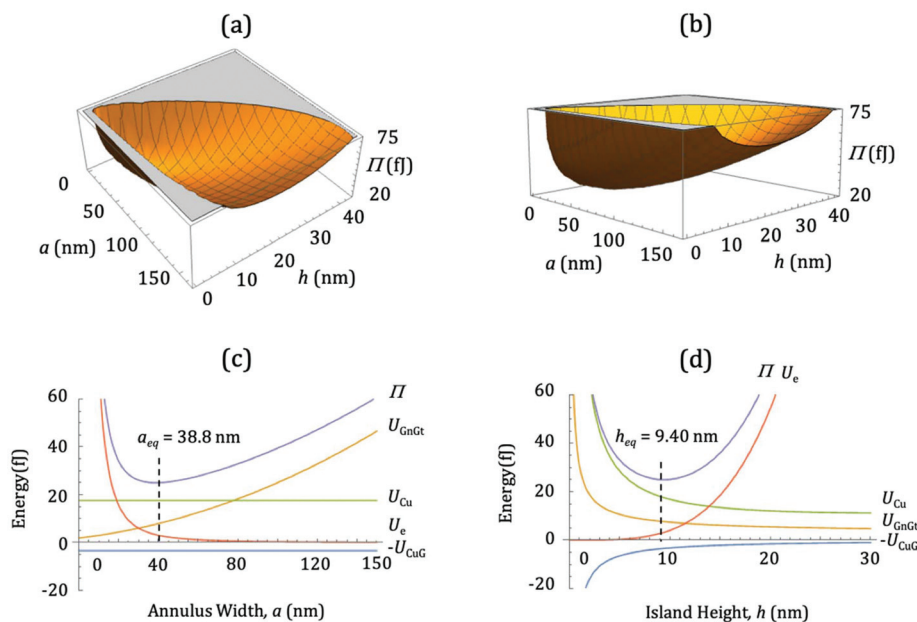 (a)
(b)
75
Π(fJ)
20
0
50
100
150
a (nm)
40
30
20
10
0
h (nm)
75
Π(fJ)
20
0
50
100
150
a (nm)
40
30
20
10
0
h (nm)
(c)
(d)
60
40
20
0
-20
Energy(fJ)
a_eq = 38.8 nm
Π
U_GnGt
U_Cu
U_e
-U_CuG
0
40
80
120
150
Annulus Width, a (nm)
60
40
20
0
-20
Energy(fJ)
h_eq = 9.40 nm
Π U_e
U_Cu
U_GnGt
-U_CuG
0
10
20
30
Island Height, h (nm)